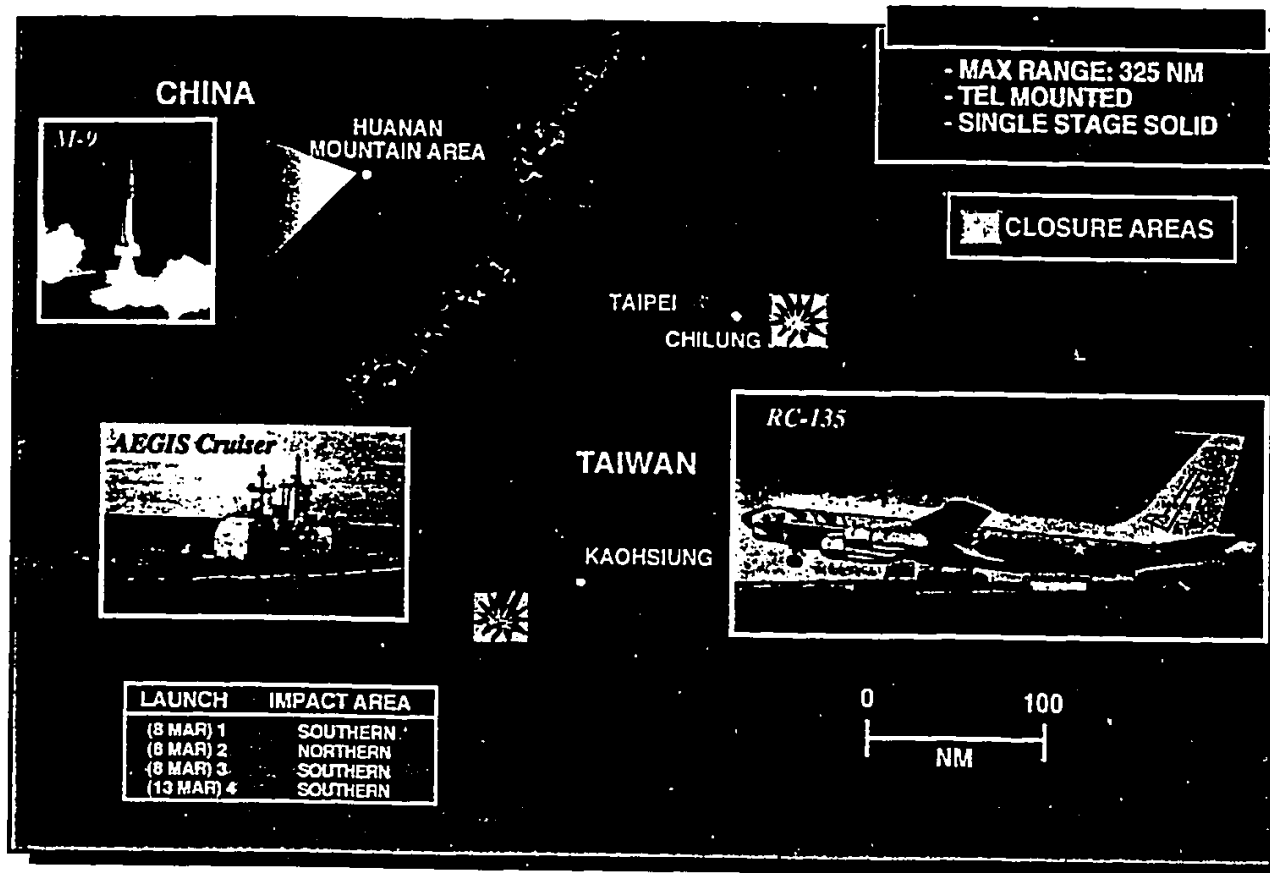 CHINA
M-9
HUANAN
MOUNTAIN AREA
- MAX RANGE: 325 NM
- TEL MOUNTED
- SINGLE STAGE SOLID
CLOSURE AREAS
TAIPEI
CHILUNG
AEGIS Cruiser
TAIWAN
RC-135
KAOHSIUNG
LAUNCH IMPACT AREA
(8 MAR) 1 SOUTHERN
(8 MAR) 2 NORTHERN
(8 MAR) 3 SOUTHERN
(13 MAR) 4 SOUTHERN
0 100
NM